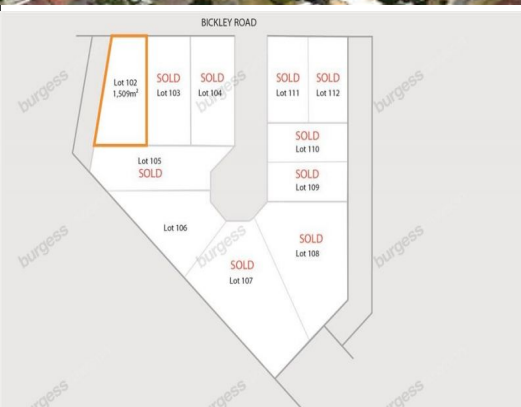 BICKLEY ROAD
Lot 102
1,509m²
SOLD
Lot 103
SOLD
Lot 104
SOLD
Lot 111
SOLD
Lot 112
SOLD
Lot 110
SOLD
Lot 109
Lot 105
SOLD
Lot 106
SOLD
Lot 107
SOLD
Lot 108
burgess
burgess
burgess
burgess
burgess
burgess
burgess
burgess
burgess